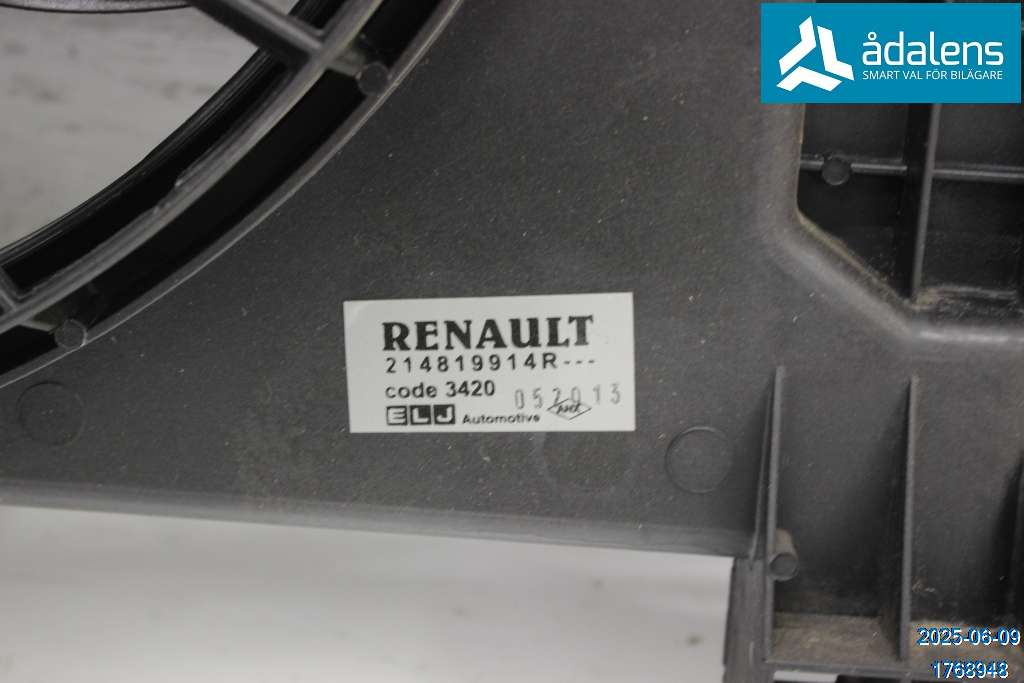 ådalens
SMART VAL FÖR BILÄGARE
RENAULT
214819914R---
code 3420 052013
ELJ Automotive
2025-06-09
1768948